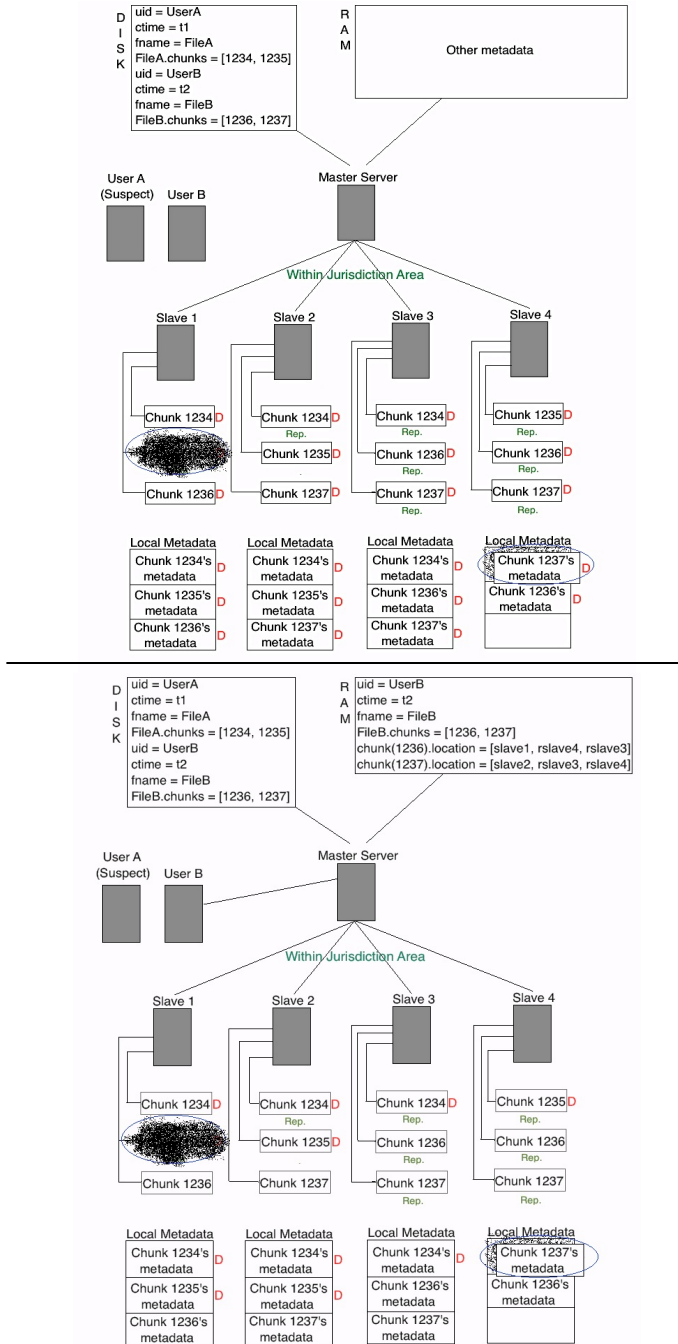 D
I
S
K
uid = UserA
ctime = t1
fname = FileA
FileA.chunks = [1234, 1235]
uid = UserB
ctime = t2
fname = FileB
FileB.chunks = [1236, 1237]
R
A
M
Other metadata
User A
(Suspect)
User B
Master Server
Within Jurisdiction Area
Slave 1
Slave 2
Slave 3
Slave 4
Chunk 1234 D
Chunk 1236 D
Chunk 1234 D
Rep.
Chunk 1235 D
Chunk 1237 D
Chunk 1234 D
Rep.
Chunk 1236 D
Rep.
Chunk 1237 D
Rep.
Chunk 1235 D
Rep.
Chunk 1236 D
Rep.
Chunk 1237 D
Rep.
Local Metadata
Chunk 1234's
metadata D
Chunk 1235's
metadata D
Chunk 1236's
metadata D
Local Metadata
Chunk 1234's
metadata D
Chunk 1235's
metadata D
Chunk 1237's
metadata D
Local Metadata
Chunk 1234's
metadata D
Chunk 1236's
metadata D
Chunk 1237's
metadata D
Local Metadata
Chunk 1237's
metadata D
Chunk 1236's
metadata D
D
I
S
K
uid = UserA
ctime = t1
fname = FileA
FileA.chunks = [1234, 1235]
uid = UserB
ctime = t2
fname = FileB
FileB.chunks = [1236, 1237]
R
A
M
uid = UserB
ctime = t2
fname = FileB
FileB.chunks = [1236, 1237]
chunk(1236).location = [slave1, rslave4, rslave3]
chunk(1237).location = [slave2, rslave3, rslave4]
User A
(Suspect)
User B
Master Server
Within Jurisdiction Area
Slave 1
Slave 2
Slave 3
Slave 4
Chunk 1234 D
Chunk 1236
Chunk 1234 D
Rep.
Chunk 1235 D
Chunk 1237
Chunk 1234 D
Rep.
Chunk 1236
Rep.
Chunk 1237
Rep.
Chunk 1235 D
Rep.
Chunk 1236
Rep.
Chunk 1237
Rep.
Local Metadata
Chunk 1234's
metadata D
Chunk 1235's
metadata D
Chunk 1236's
metadata
Local Metadata
Chunk 1234's
metadata D
Chunk 1235's
metadata D
Chunk 1237's
metadata
Local Metadata
Chunk 1234's
metadata D
Chunk 1236's
metadata
Chunk 1237's
metadata
Local Metadata
Chunk 1237's
metadata
Chunk 1236's
metadata